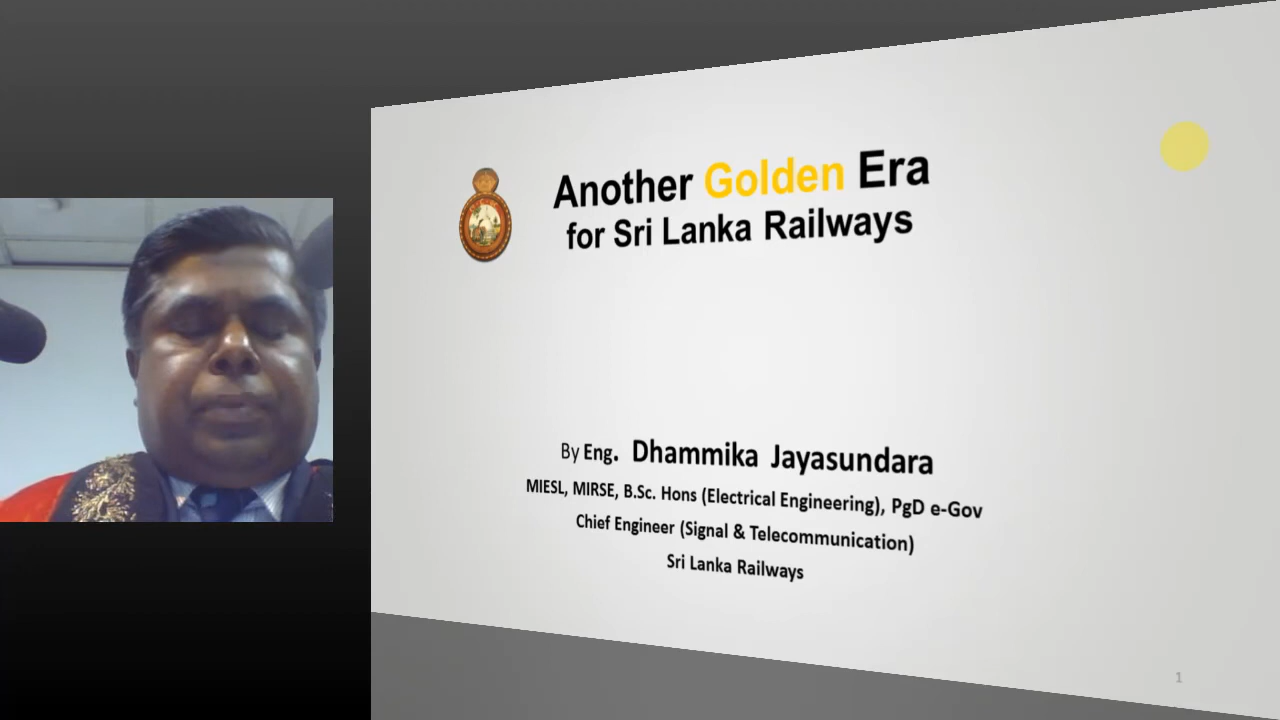 Another Golden Era
for Sri Lanka Railways
By Eng. Dhammika Jayasundara
MIESL, MIRSE, B.Sc. Hons (Electrical Engineering), PgD e-Gov
Chief Engineer (Signal & Telecommunication)
Sri Lanka Railways
1